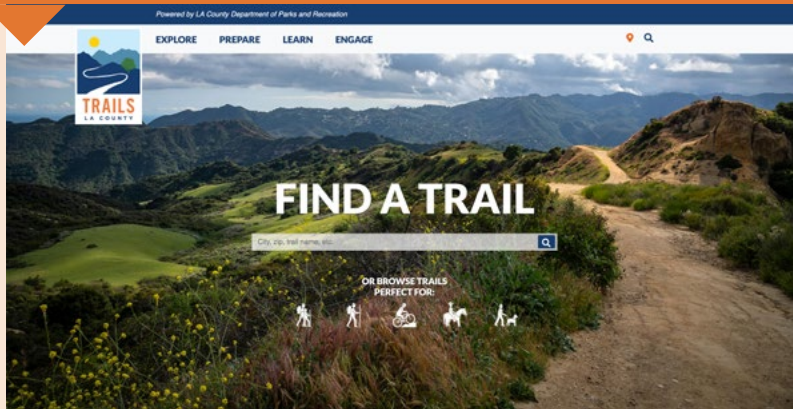 Powered by LA County Department of Parks and Recreation
EXPLORE PREPARE LEARN ENGAGE
TRAILS
LA COUNTY
FIND A TRAIL
City, zip, trail name, etc.
OR BROWSE TRAILS
PERFECT FOR: